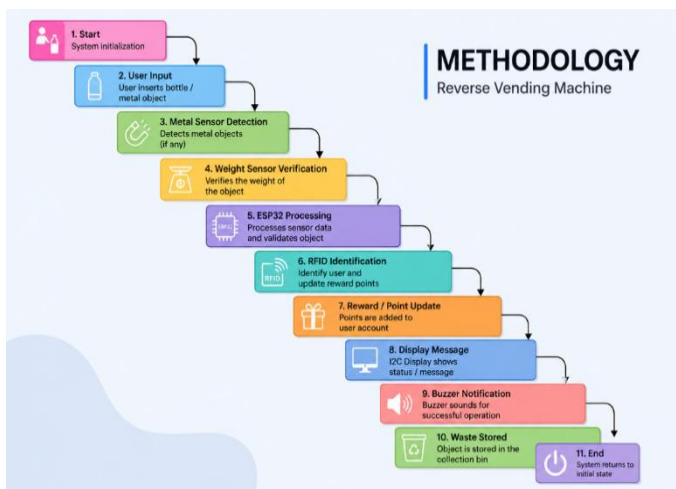 METHODOLOGY
Reverse Vending Machine
1. Start
System initialization
2. User Input
User inserts bottle /
metal object
3. Metal Sensor Detection
Detects metal objects
(if any)
4. Weight Sensor Verification
Verifies the weight of
the object
5. ESP32 Processing
Processes sensor data
and validates object
6. RFID Identification
Identify user and
update reward points
RFID
7. Reward / Point Update
Points are added to
user account
8. Display Message
I2C Display shows
status / message
9. Buzzer Notification
Buzzer sounds for
successful operation
10. Waste Stored
Object is stored in the
collection bin
11. End
System returns to
initial state